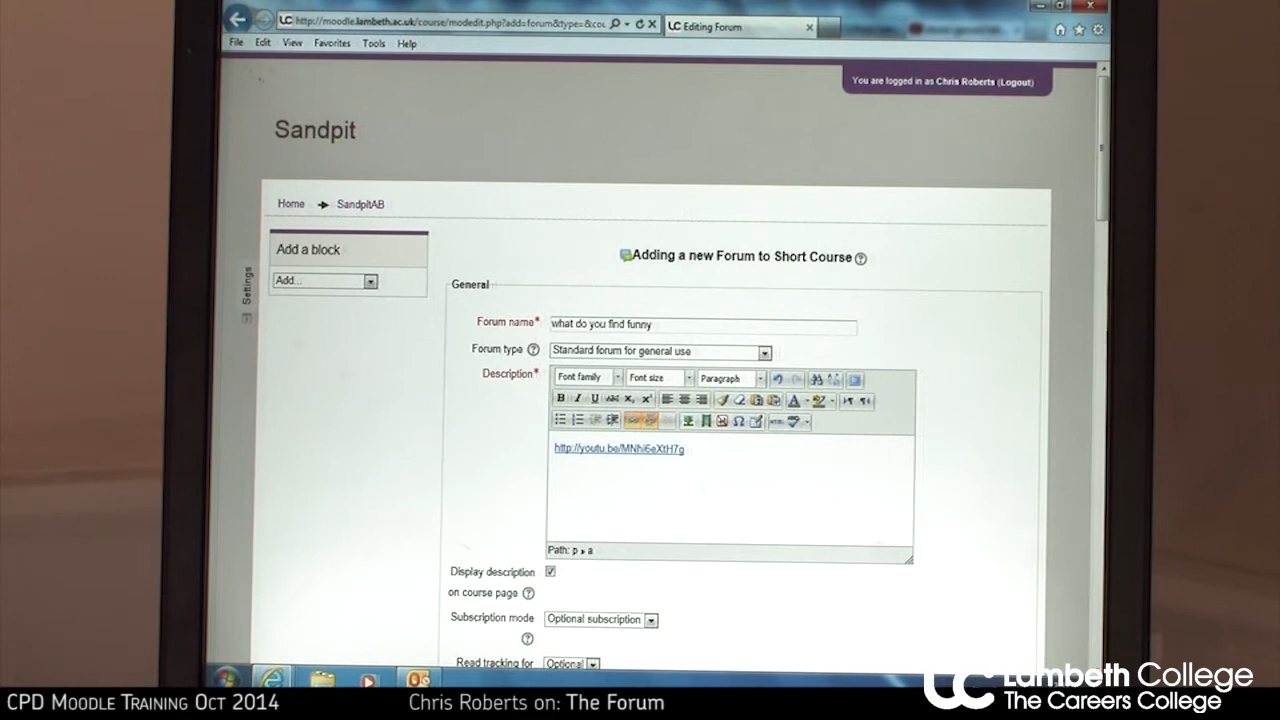 UC http://moodle.lambeth.ac.uk/course/modedit.php?add=forum&type=&cou
UC Editing Forum
File Edit View Favorites Tools Help
You are logged in as Chris Roberts (Logout)
Sandpit
Home SandpitAB
Add a block
Add...
Settings
Adding a new Forum to Short Course
General
Forum name* what do you find funny
Forum type Standard forum for general use
Description*
Font family Font size Paragraph
B I U ABC
HTML
http://youtu.be/MNhi6eXtH7g
Path: p » a
Display description
on course page
Subscription mode Optional subscription
Read tracking for Optional
UC Lambeth College
The Careers College
CPD Moodle Training Oct 2014
Chris Roberts on: The Forum